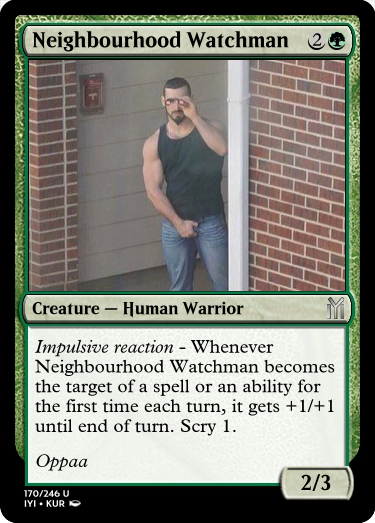 Neighbourhood Watchman 2
Creature — Human Warrior
Impulsive reaction - Whenever
Neighbourhood Watchman becomes
the target of a spell or an ability for
the first time each turn, it gets +1/+1
until end of turn. Scry 1.
Oppaa
2/3
170/246 U
IYI • KUR